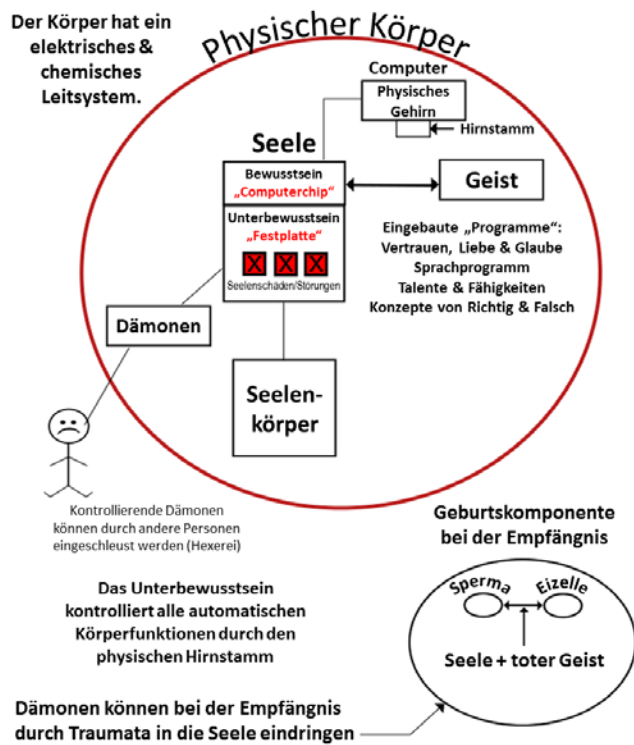 Der Körper hat ein
elektrisches &
chemisches
Leitsystem.
Physischer Körper
Computer
Physisches
Gehirn
Hirnstamm
Seele
Bewusstsein
„Computerchip“
Geist
Unterbewusstsein
„Festplatte“
X X X
Seelenschäden/Störungen
Eingebaute „Programme“:
Vertrauen, Liebe & Glaube
Sprachprogramm
Talente & Fähigkeiten
Konzepte von Richtig & Falsch
Dämonen
Seelen-
körper
Kontrollierende Dämonen
können durch andere Personen
eingeschleust werden (Hexerei)
Geburtskomponente
bei der Empfängnis
Sperma Eizelle
Seele + toter Geist
Das Unterbewusstsein
kontrolliert alle automatischen
Körperfunktionen durch den
physischen Hirnstamm
Dämonen können bei der Empfängnis
durch Traumata in die Seele eindringen